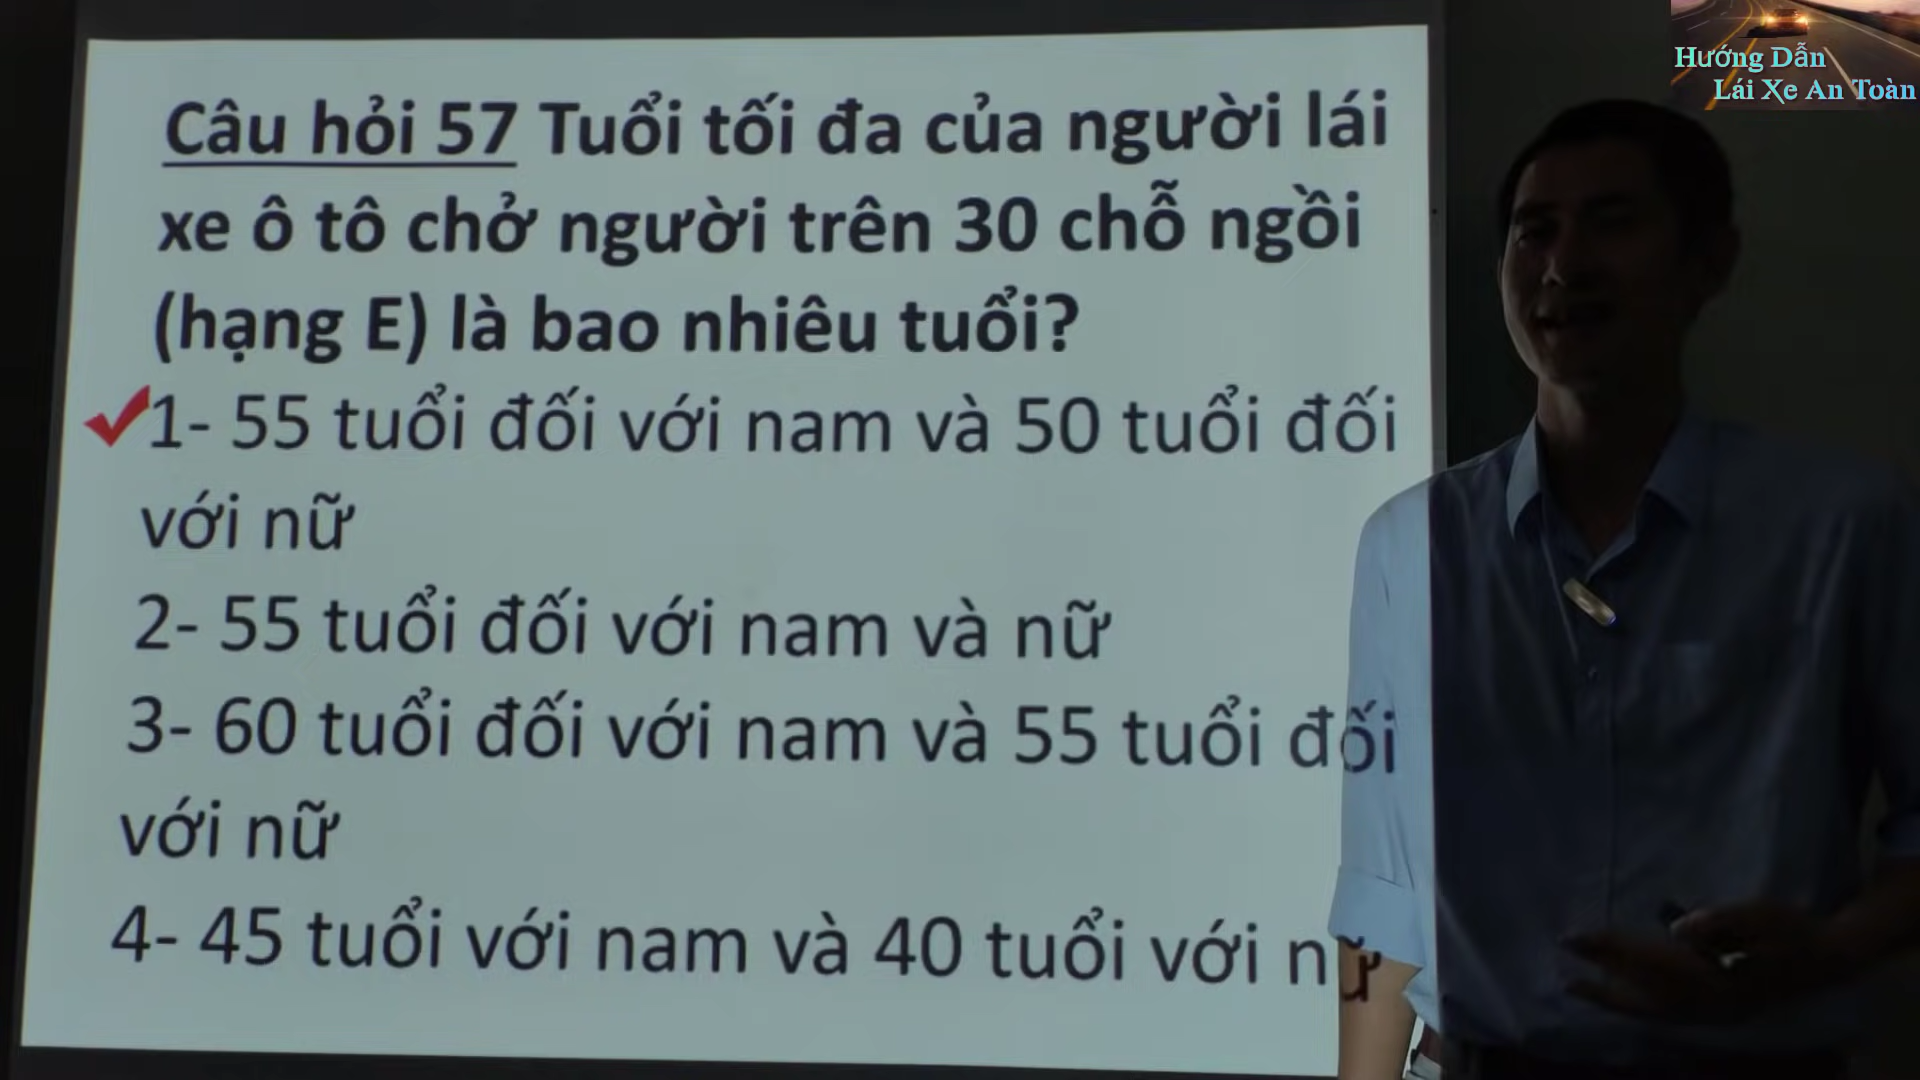 Hướng Dẫn
Lái Xe An Toàn
Câu hỏi 57 Tuổi tối đa của người lái
xe ô tô chở người trên 30 chỗ ngồi
(hạng E) là bao nhiêu tuổi?
1- 55 tuổi đối với nam và 50 tuổi đối
với nữ
2- 55 tuổi đối với nam và nữ
3- 60 tuổi đối với nam và 55 tuổi đối
với nữ
4- 45 tuổi với nam và 40 tuổi với nữ